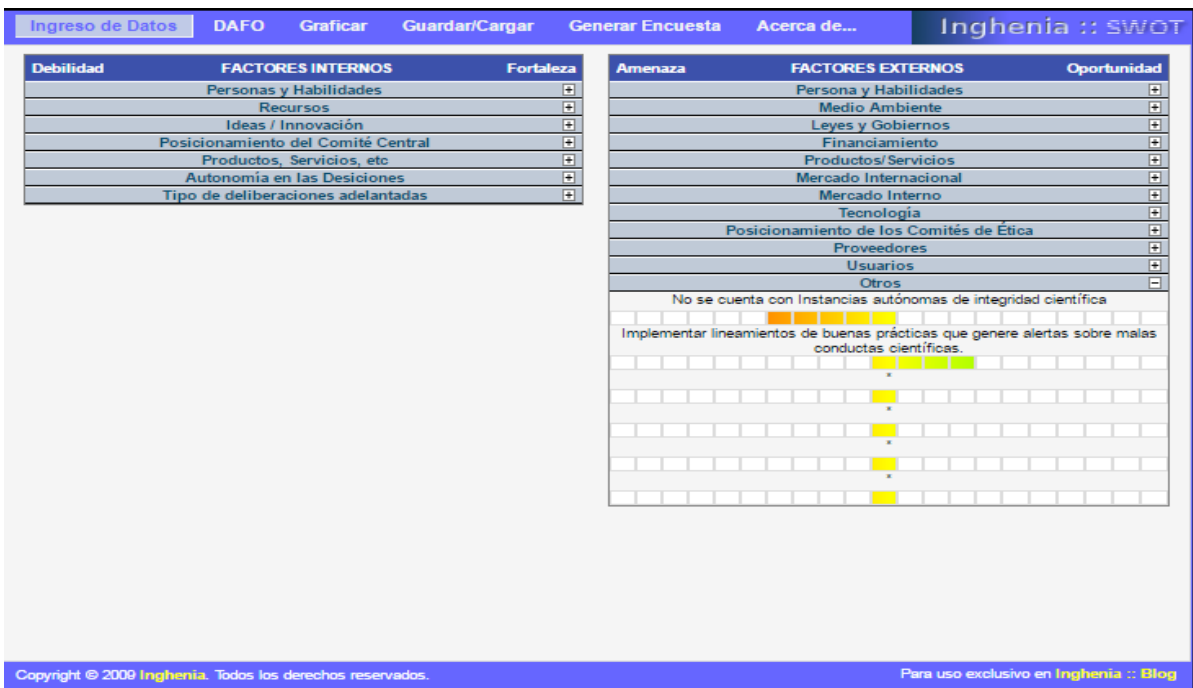 Ingreso de Datos DAFO Graficar Guardar/Cargar Generar Encuesta Acerca de... Inghenia :: SWOT
Debilidad FACTORES INTERNOS Fortaleza
Personas y Habilidades
Recursos
Ideas / Innovación
Posicionamiento del Comité Central
Productos, Servicios, etc
Autonomía en las Desiciones
Tipo de deliberaciones adelantadas
Amenaza FACTORES EXTERNOS Oportunidad
Persona y Habilidades
Medio Ambiente
Leyes y Gobiernos
Financiamiento
Productos/Servicios
Mercado Internacional
Mercado Interno
Tecnología
Posicionamiento de los Comités de Ética
Proveedores
Usuarios
Otros
No se cuenta con Instancias autónomas de integridad científica
Implementar lineamientos de buenas prácticas que genere alertas sobre malas
conductas científicas.
*
*
*
*
Copyright © 2009 Inghenia. Todos los derechos reservados. Para uso exclusivo en Inghenia :: Blog